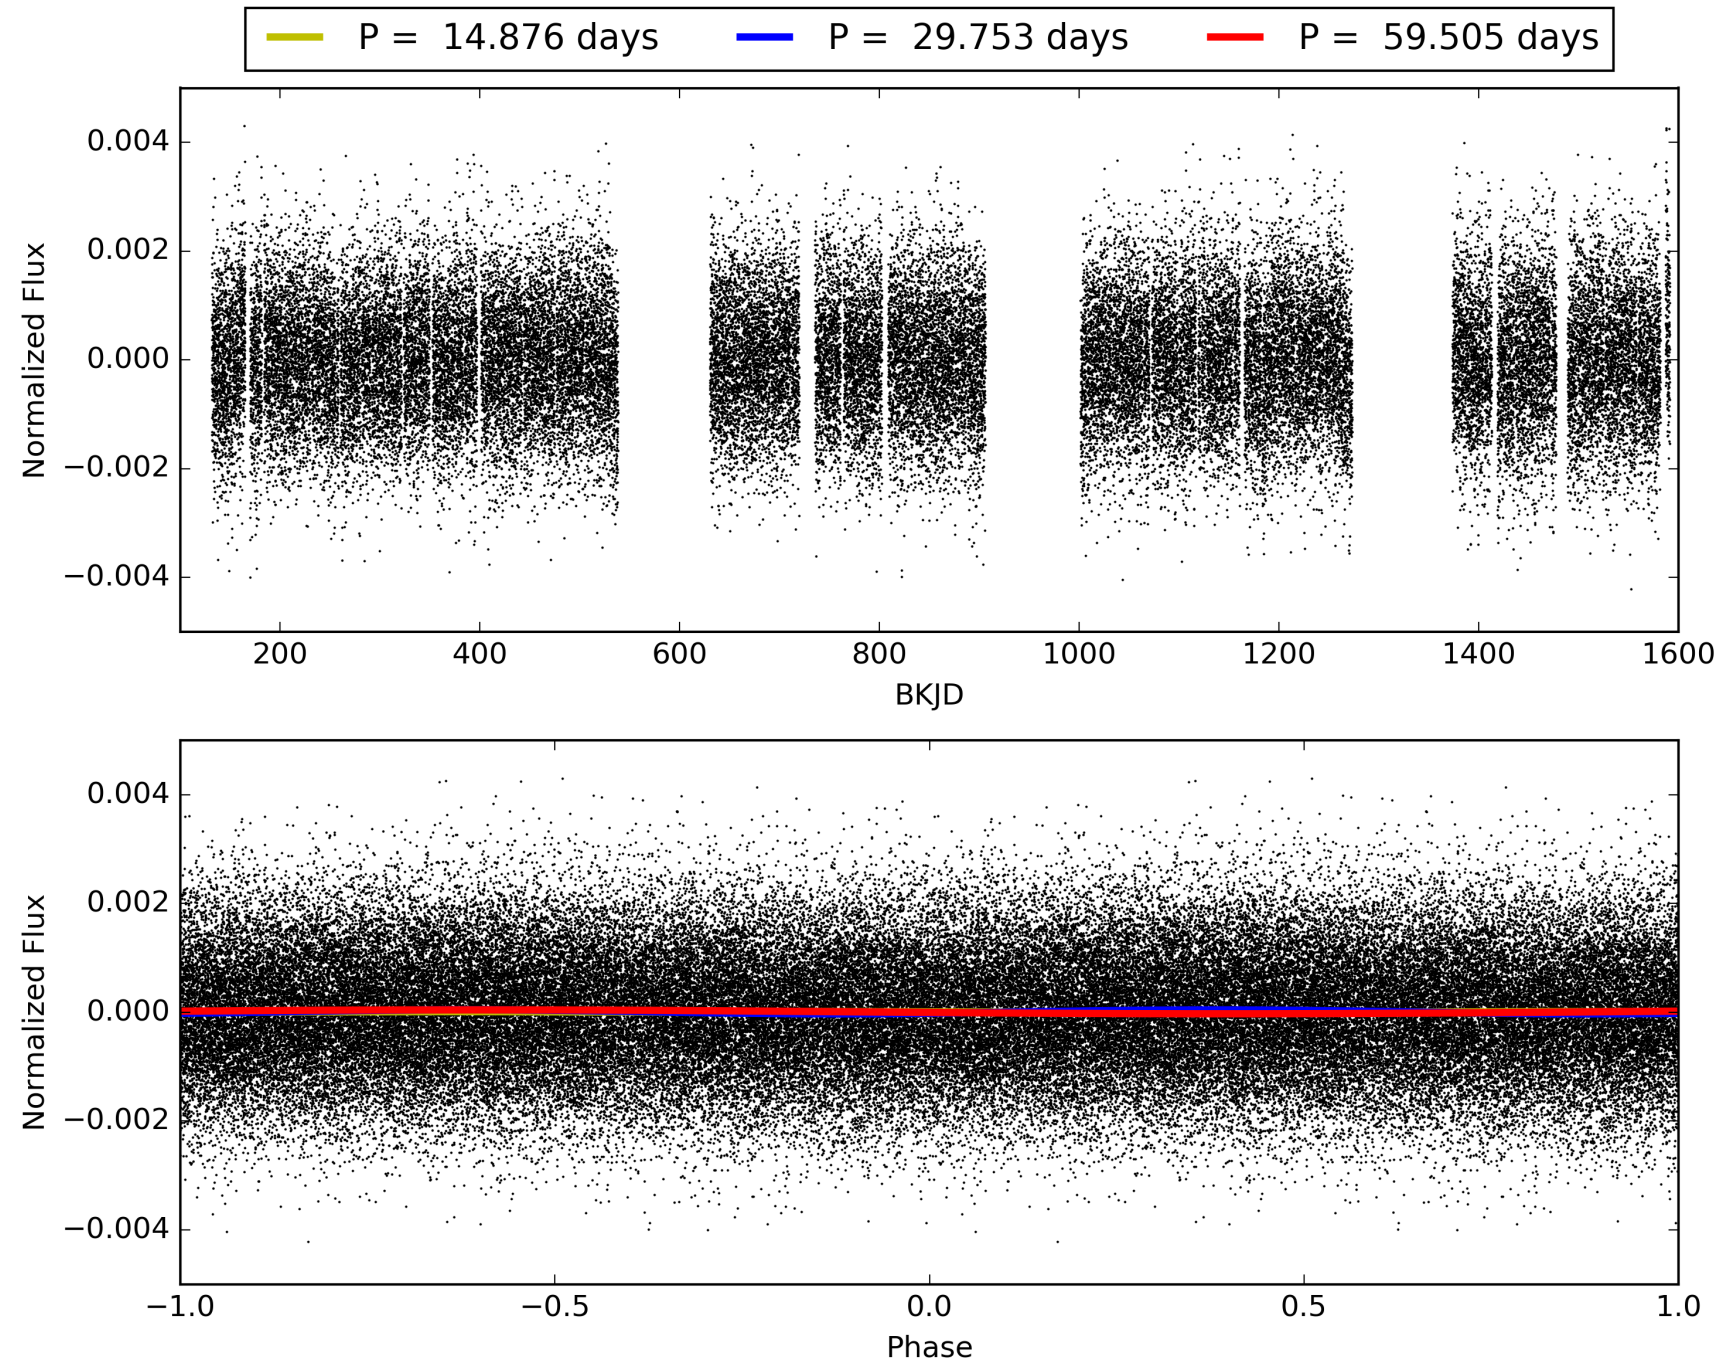 P = 14.876 days P = 29.753 days P = 59.505 days
Normalized Flux
0.004
0.002
0.000
−0.002
−0.004
200 400 600 800 1000 1200 1400 1600
BKJD
Normalized Flux
0.004
0.002
0.000
−0.002
−0.004
−1.0 −0.5 0.0 0.5 1.0
Phase